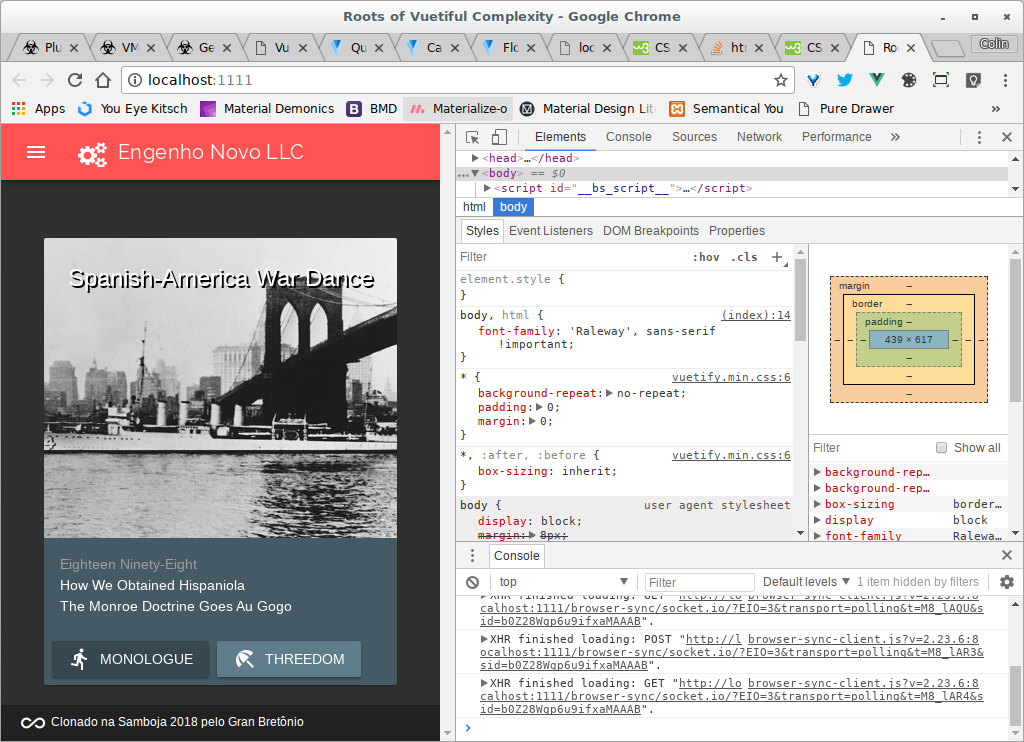 Roots of Vuetiful Complexity - Google Chrome
Plu VM Ge Vu Qu Ca Flo loc CS htr CS Ro Colin
localhost:1111
Apps You Eye Kitsch Material Demonics BMD Materialize-o Material Design Lit Semantical You Pure Drawer »
Engenho Novo LLC
Spanish-America War Dance
4
Eighteen Ninety-Eight
How We Obtained Hispaniola
The Monroe Doctrine Goes Au Gogo
MONOLOGUE THREEDOM
Clonado na Samboja 2018 pelo Gran Bretônio
Elements Console Sources Network Performance »
<head>…</head>
…<body> == $0
<script id="__bs_script__">…</script>
html body
Styles Event Listeners DOM Breakpoints Properties
Filter :hov .cls +
element.style {
}
body, html { (index):14
font-family: 'Raleway', sans-serif
!important;
}
* { vuetify.min.css:6
background-repeat: no-repeat;
padding: 0;
margin: 0;
}
*, :after, :before { vuetify.min.css:6
box-sizing: inherit;
}
body { user agent stylesheet
display: block;
margin: 8px;
margin –
border –
padding –
– – – 439 × 617 – – –
–
–
–
Filter Show all
background-rep…
background-rep…
box-sizing border…
display block
font-family Ralewa…
Console
top Filter Default levels 1 item hidden by filters
XHR finished loading: GET "http://lo browser-sync-client.js?v=2.23.6:8
calhost:1111/browser-sync/socket.io/?EIO=3&transport=polling&t=M8_lAQU&s
id=b0Z28Wqp6u9ifxaMAAAB".
XHR finished loading: POST "http://l browser-sync-client.js?v=2.23.6:8
ocalhost:1111/browser-sync/socket.io/?EIO=3&transport=polling&t=M8_lAR3&
sid=b0Z28Wqp6u9ifxaMAAAB".
XHR finished loading: GET "http://lo browser-sync-client.js?v=2.23.6:8
calhost:1111/browser-sync/socket.io/?EIO=3&transport=polling&t=M8_lAR4&s
id=b0Z28Wqp6u9ifxaMAAAB".